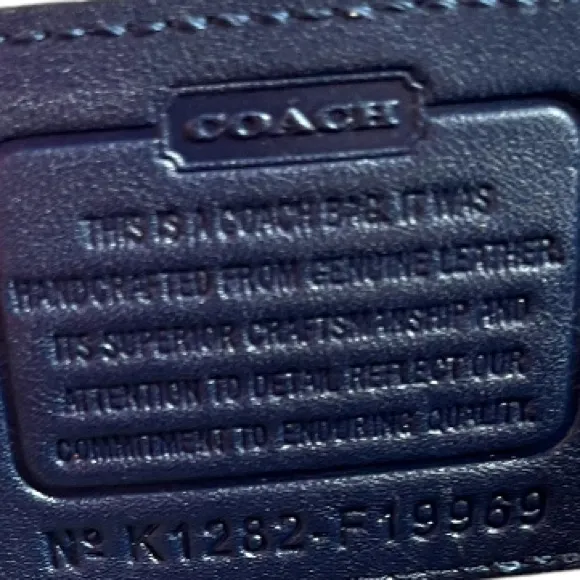 COACH
THIS IS A COACH BAG. IT WAS
HANDCRAFTED FROM GENUINE LEATHER.
ITS SUPERIOR CRAFTSMANSHIP AND
ATTENTION TO DETAIL REFLECT OUR
COMMITMENT TO ENDURING QUALITY.
Nº K1282-F19969